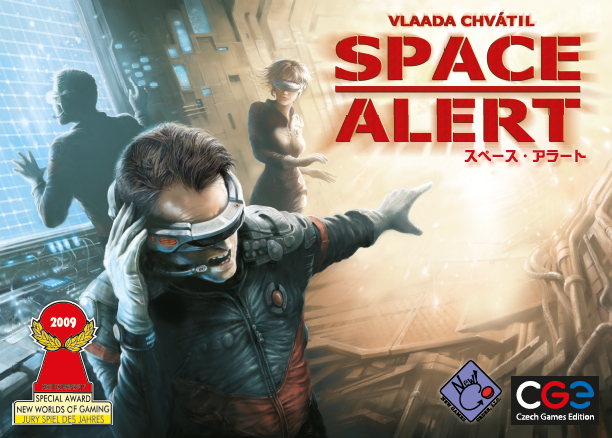 VLAADA CHVÁTIL
SPACE
ALERT
スペース・アラート
2009
SPECIAL AWARD
NEW WORLDS OF GAMING
JURY SPIEL DES JAHRES
New!
CGE
Czech Games Edition